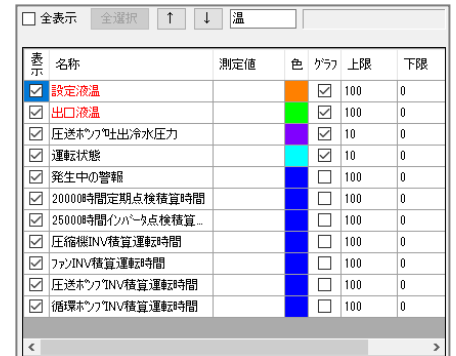 全表示 全選択 ↑ ↓ 温
表示 名称 測定値 色 グラフ 上限 下限
設定液温 100 0
出口液温 100 0
圧送ポンプ吐出冷水圧力 10 0
運転状態 10 0
発生中の警報 100 0
20000時間定期点検積算時間 100 0
25000時間インバータ点検積算... 100 0
圧縮機INV積算運転時間 100 0
ファンINV積算運転時間 100 0
圧送ポンプINV積算運転時間 100 0
循環ポンプINV積算運転時間 100 0